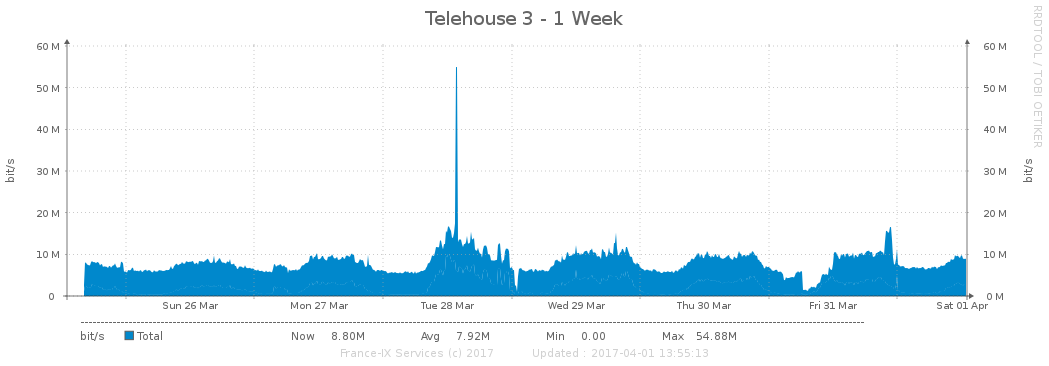 Telehouse 3 - 1 Week
RRDTOOL / TOBI OETIKER
60 M 60 M
50 M 50 M
40 M 40 M
30 M 30 M
20 M 20 M
10 M 10 M
0 0 M
bit/s bit/s
Sun 26 Mar Mon 27 Mar Tue 28 Mar Wed 29 Mar Thu 30 Mar Fri 31 Mar Sat 01 Apr
bit/s Total Now 8.80M Avg 7.92M Min 0.00 Max 54.88M
France-IX Services (c) 2017 Updated : 2017-04-01 13:55:13